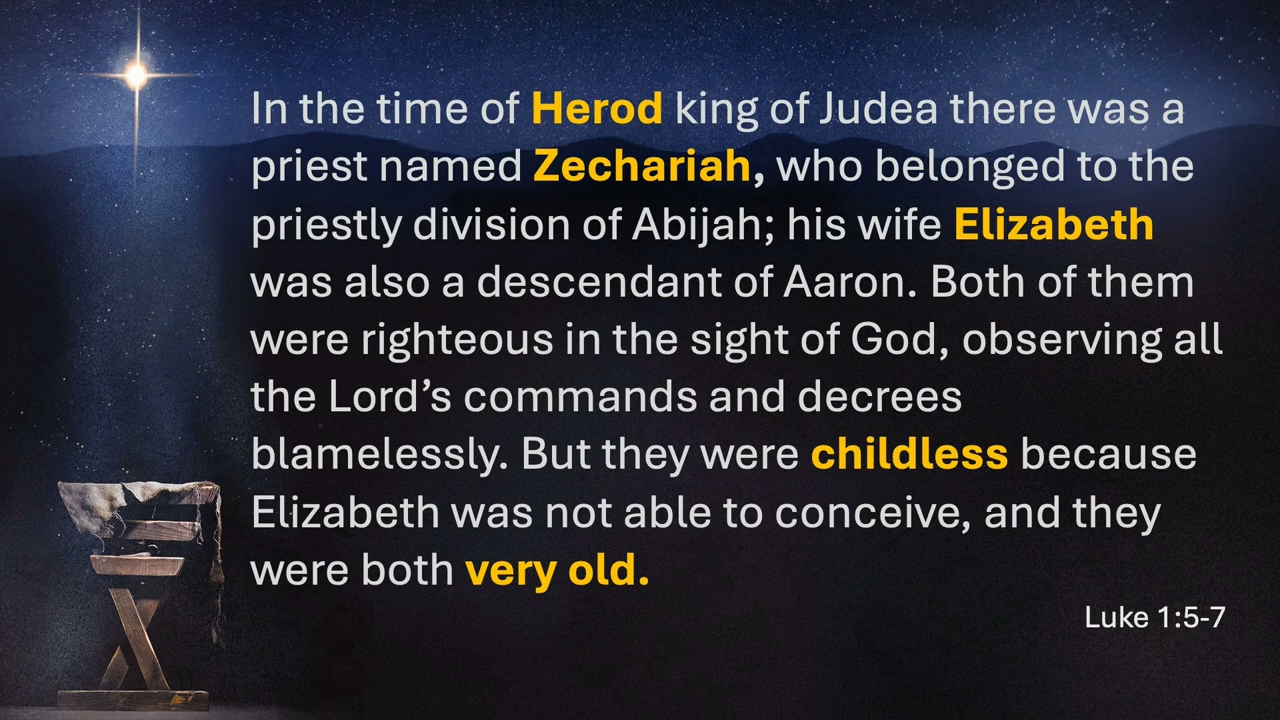 In the time of Herod king of Judea there was a
priest named Zechariah, who belonged to the
priestly division of Abijah; his wife Elizabeth
was also a descendant of Aaron. Both of them
were righteous in the sight of God, observing all
the Lord’s commands and decrees
blamelessly. But they were childless because
Elizabeth was not able to conceive, and they
were both very old.
Luke 1:5-7